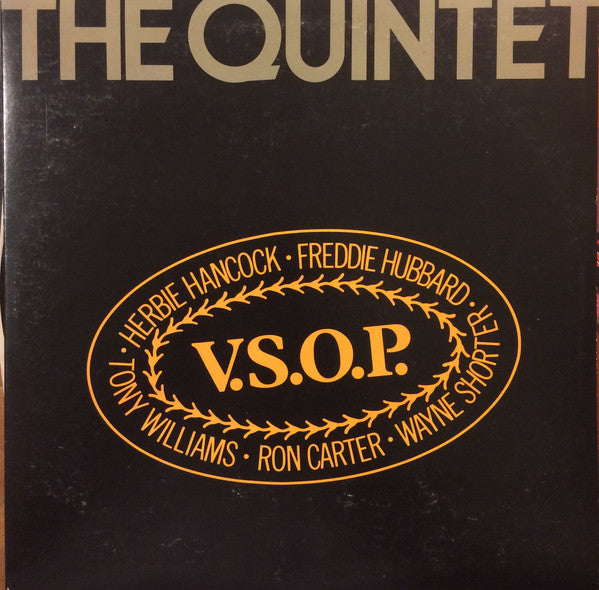 THE QUINTET
HERBIE HANCOCK · FREDDIE HUBBARD · WAYNE SHORTER · RON CARTER · TONY WILLIAMS ·
V.S.O.P.